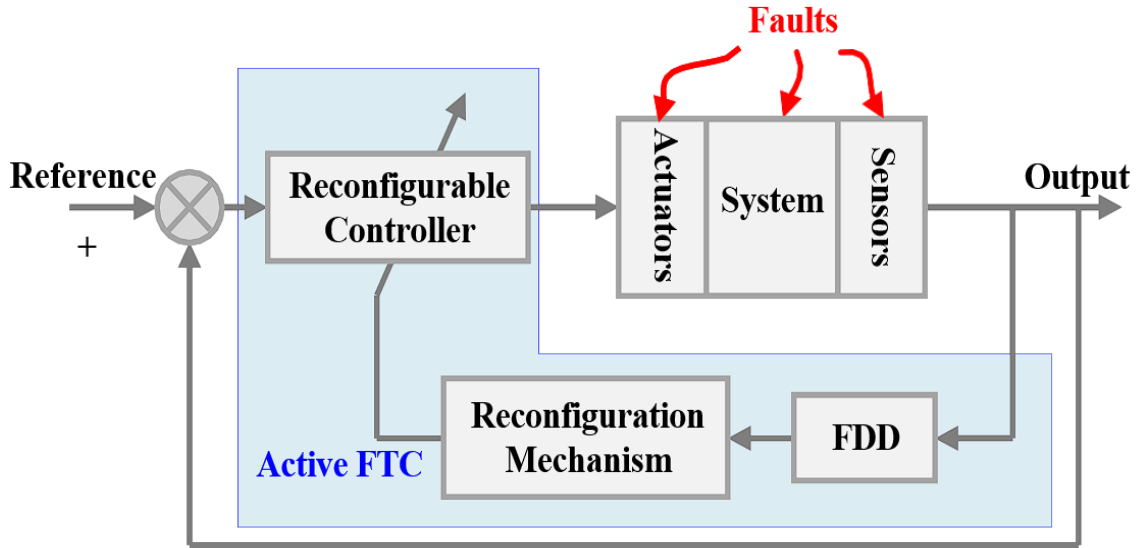 Faults
Reference
+
Reconfigurable
Controller
Actuators
System
Sensors
Output
Reconfiguration
Mechanism
FDD
Active FTC